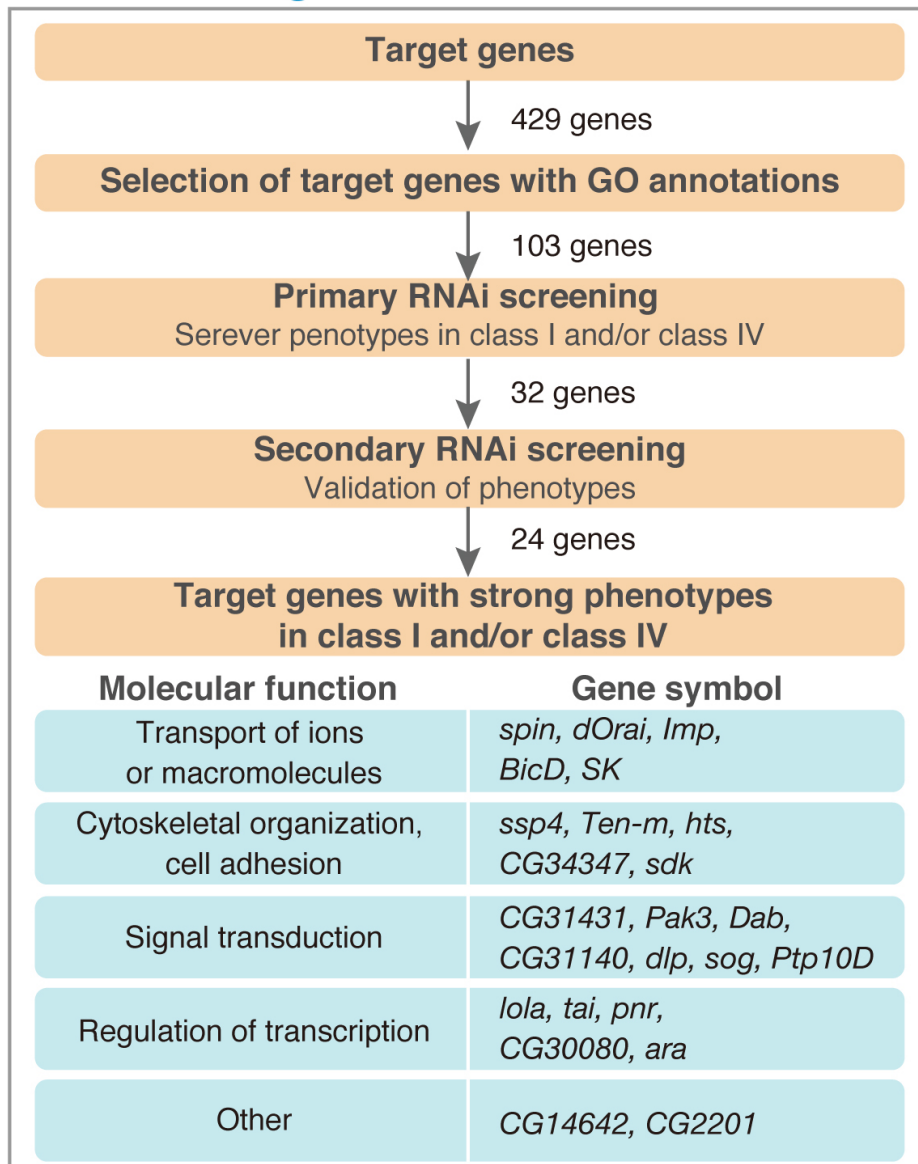 Target genes
429 genes
Selection of target genes with GO annotations
103 genes
Primary RNAi screening
Serever penotypes in class I and/or class IV
32 genes
Secondary RNAi screening
Validation of phenotypes
24 genes
Target genes with strong phenotypes
in class I and/or class IV
Molecular function
Gene symbol
Transport of ions
or macromolecules
spin, dOrai, Imp,
BicD, SK
Cytoskeletal organization,
cell adhesion
ssp4, Ten-m, hts,
CG34347, sdk
Signal transduction
CG31431, Pak3, Dab,
CG31140, dlp, sog, Ptp10D
Regulation of transcription
lola, tai, pnr,
CG30080, ara
Other
CG14642, CG2201